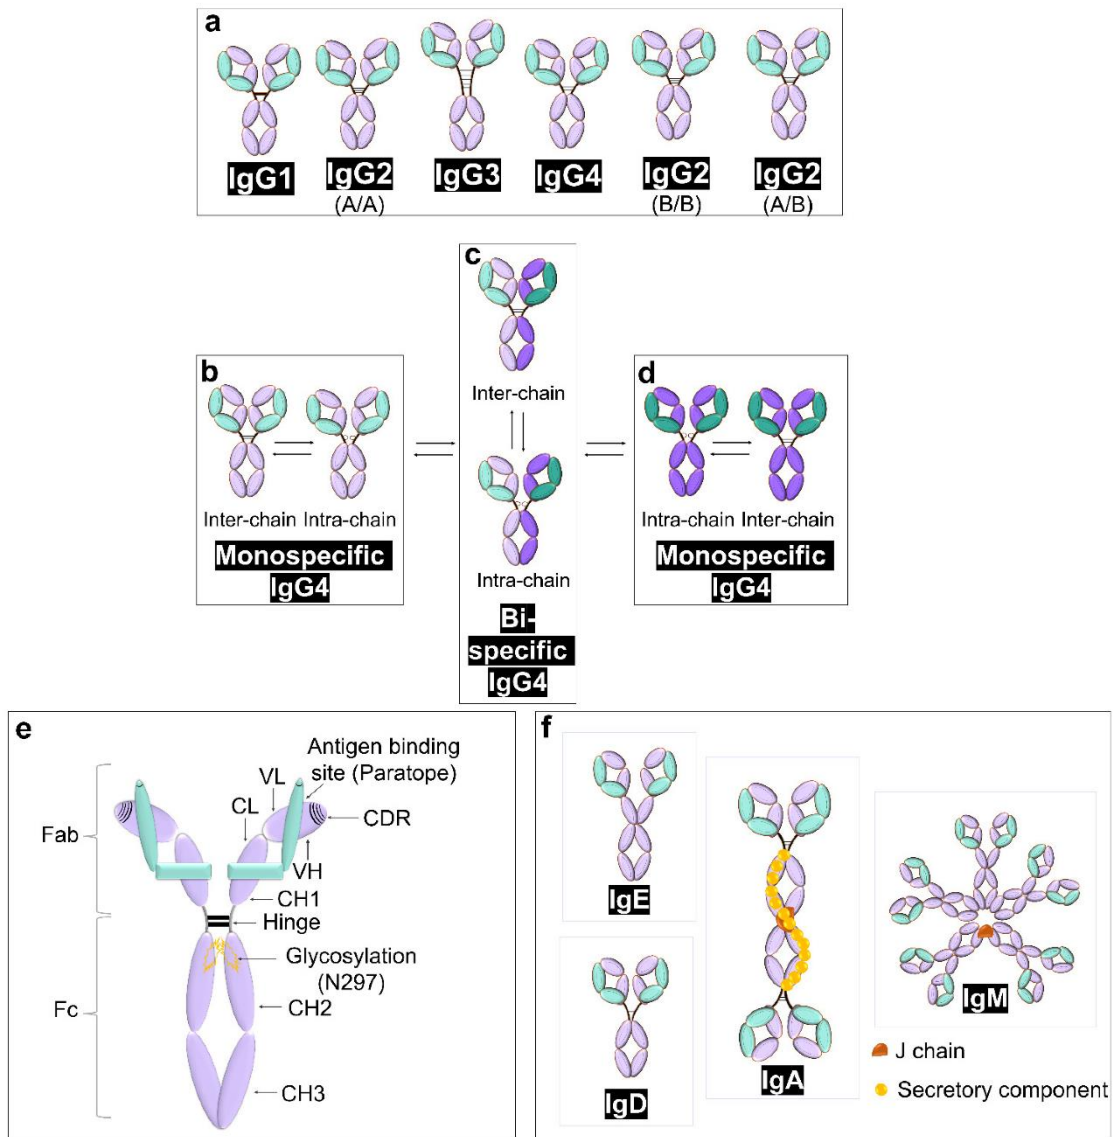 a
IgG1
IgG2
(A/A)
IgG3
IgG4
IgG2
(B/B)
IgG2
(A/B)
b
Inter-chain
Intra-chain
Monospecific
IgG4
c
Inter-chain
Intra-chain
Bi-
specific
IgG4
d
Intra-chain
Inter-chain
Monospecific
IgG4
e
Antigen binding
site (Paratope)
VL
CL
CDR
Fab
VH
CH1
Hinge
Glycosylation
(N297)
Fc
CH2
CH3
f
IgE
IgD
IgA
IgM
J chain
Secretory component